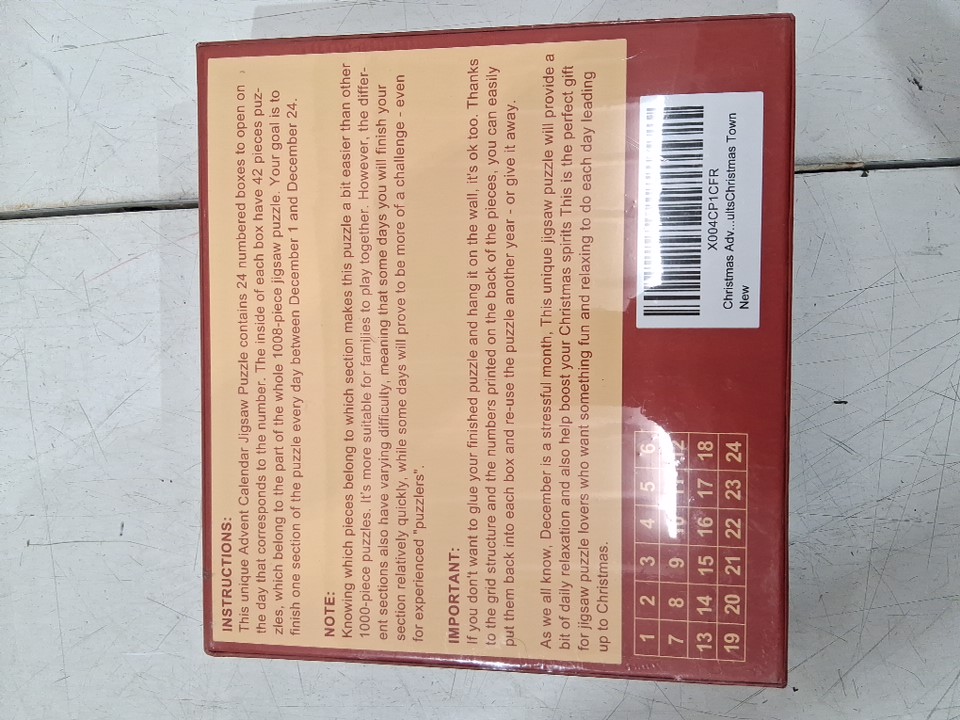 INSTRUCTIONS:
This unique Advent Calendar Jigsaw Puzzle contains 24 numbered boxes to open on
the day that corresponds to the number. The inside of each box have 42 pieces puz-
zles, which belong to the part of the whole 1008-piece jigsaw puzzle. Your goal is to
finish one section of the puzzle every day between December 1 and December 24.
NOTE:
Knowing which pieces belong to which section makes this puzzle a bit easier than other
1000-piece puzzles. It's more suitable for families to play together. However, the differ-
ent sections also have varying difficulty, meaning that some days you will finish your
section relatively quickly, while some days will prove to be more of a challenge - even
for experienced "puzzlers".
IMPORTANT:
If you don't want to glue your finished puzzle and hang it on the wall, it's ok too. Thanks
to the grid structure and the numbers printed on the back of the pieces, you can easily
put them back into each box and re-use the puzzle another year - or give it away.
As we all know, December is a stressful month, This unique jigsaw puzzle will provide a
bit of daily relaxation and also help boost your Christmas spirits This is the perfect gift
for jigsaw puzzle lovers who want something fun and relaxing to do each day leading
up to Christmas.
1 2 3 4 5 6
7 8 9 10 11 12
13 14 15 16 17 18
19 20 21 22 23 24
X004CP1CFR
Christmas Adv...ultsChristmas Town
New